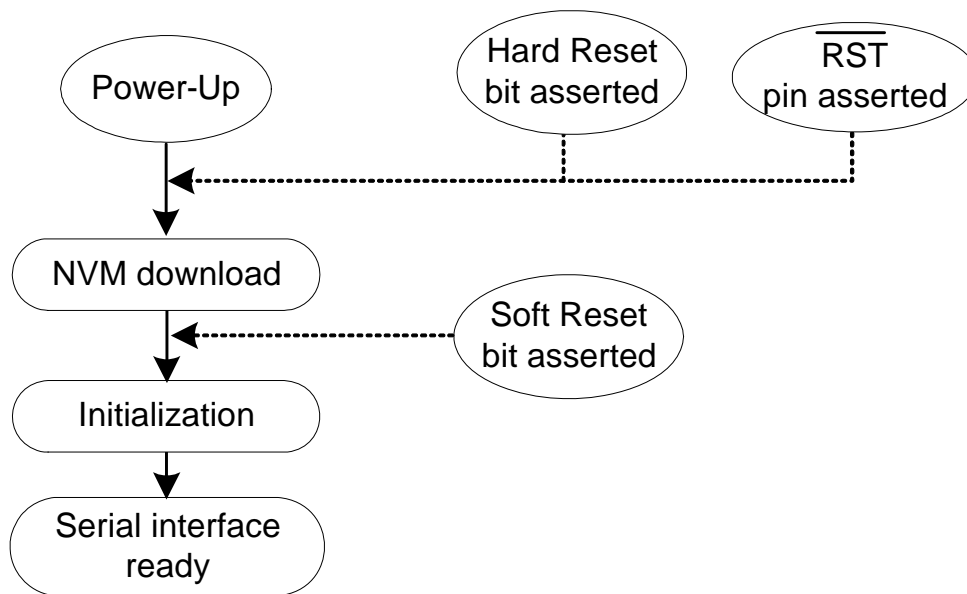 Power-Up
Hard Reset
bit asserted
RST
pin asserted
NVM download
Soft Reset
bit asserted
Initialization
Serial interface
ready